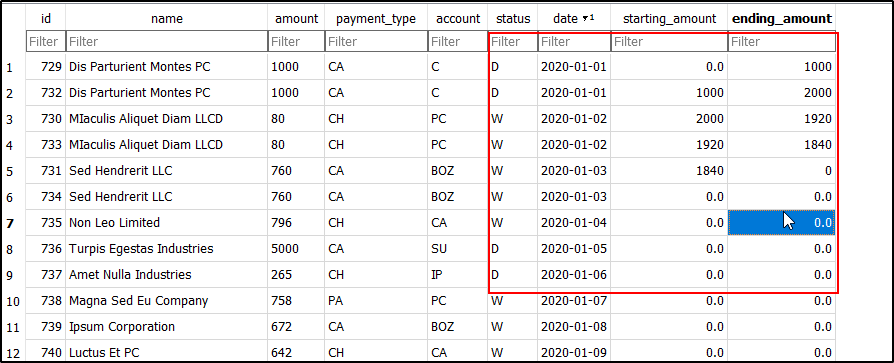 id name amount payment_type account status date ▾1 starting_amount ending_amount
Filter Filter Filter Filter Filter Filter Filter Filter Filter
1 729 Dis Parturient Montes PC 1000 CA C D 2020-01-01 0.0 1000
2 732 Dis Parturient Montes PC 1000 CA C D 2020-01-01 1000 2000
3 730 MIaculis Aliquet Diam LLCD 80 CH PC W 2020-01-02 2000 1920
4 733 MIaculis Aliquet Diam LLCD 80 CH PC W 2020-01-02 1920 1840
5 731 Sed Hendrerit LLC 760 CA BOZ W 2020-01-03 1840 0
6 734 Sed Hendrerit LLC 760 CA BOZ W 2020-01-03 0.0 0.0
7 735 Non Leo Limited 796 CH CA W 2020-01-04 0.0 0.0
8 736 Turpis Egestas Industries 5000 CA SU D 2020-01-05 0.0 0.0
9 737 Amet Nulla Industries 265 CH IP D 2020-01-06 0.0 0.0
10 738 Magna Sed Eu Company 758 PA PC W 2020-01-07 0.0 0.0
11 739 Ipsum Corporation 672 CA BOZ W 2020-01-08 0.0 0.0
12 740 Luctus Et PC 642 CH CA W 2020-01-09 0.0 0.0